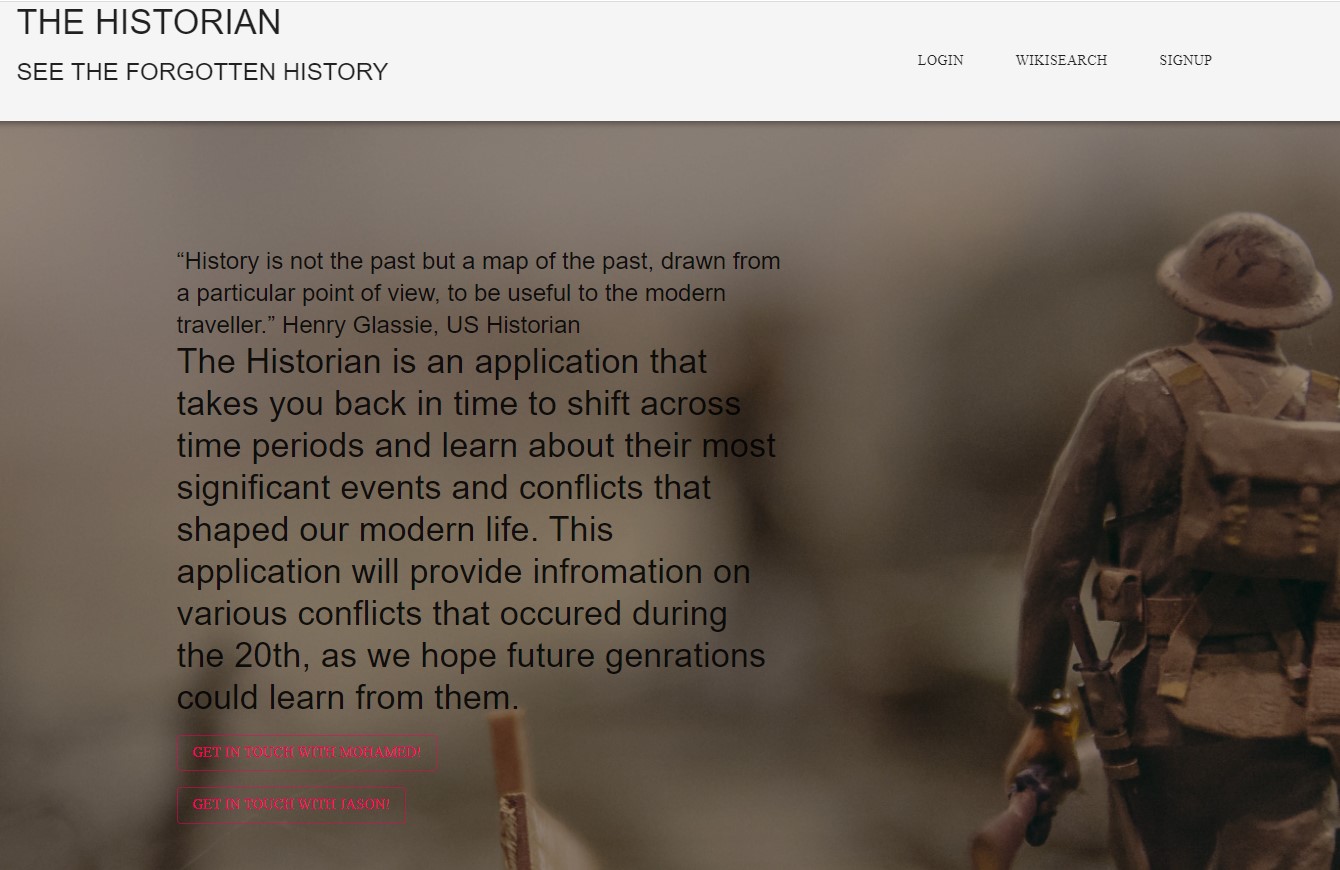 THE HISTORIAN
SEE THE FORGOTTEN HISTORY
LOGIN WIKISEARCH SIGNUP
“History is not the past but a map of the past, drawn from
a particular point of view, to be useful to the modern
traveller.” Henry Glassie, US Historian
The Historian is an application that
takes you back in time to shift across
time periods and learn about their most
significant events and conflicts that
shaped our modern life. This
application will provide infromation on
various conflicts that occured during
the 20th, as we hope future genrations
could learn from them.
GET IN TOUCH WITH MOHAMED!
GET IN TOUCH WITH JASON!